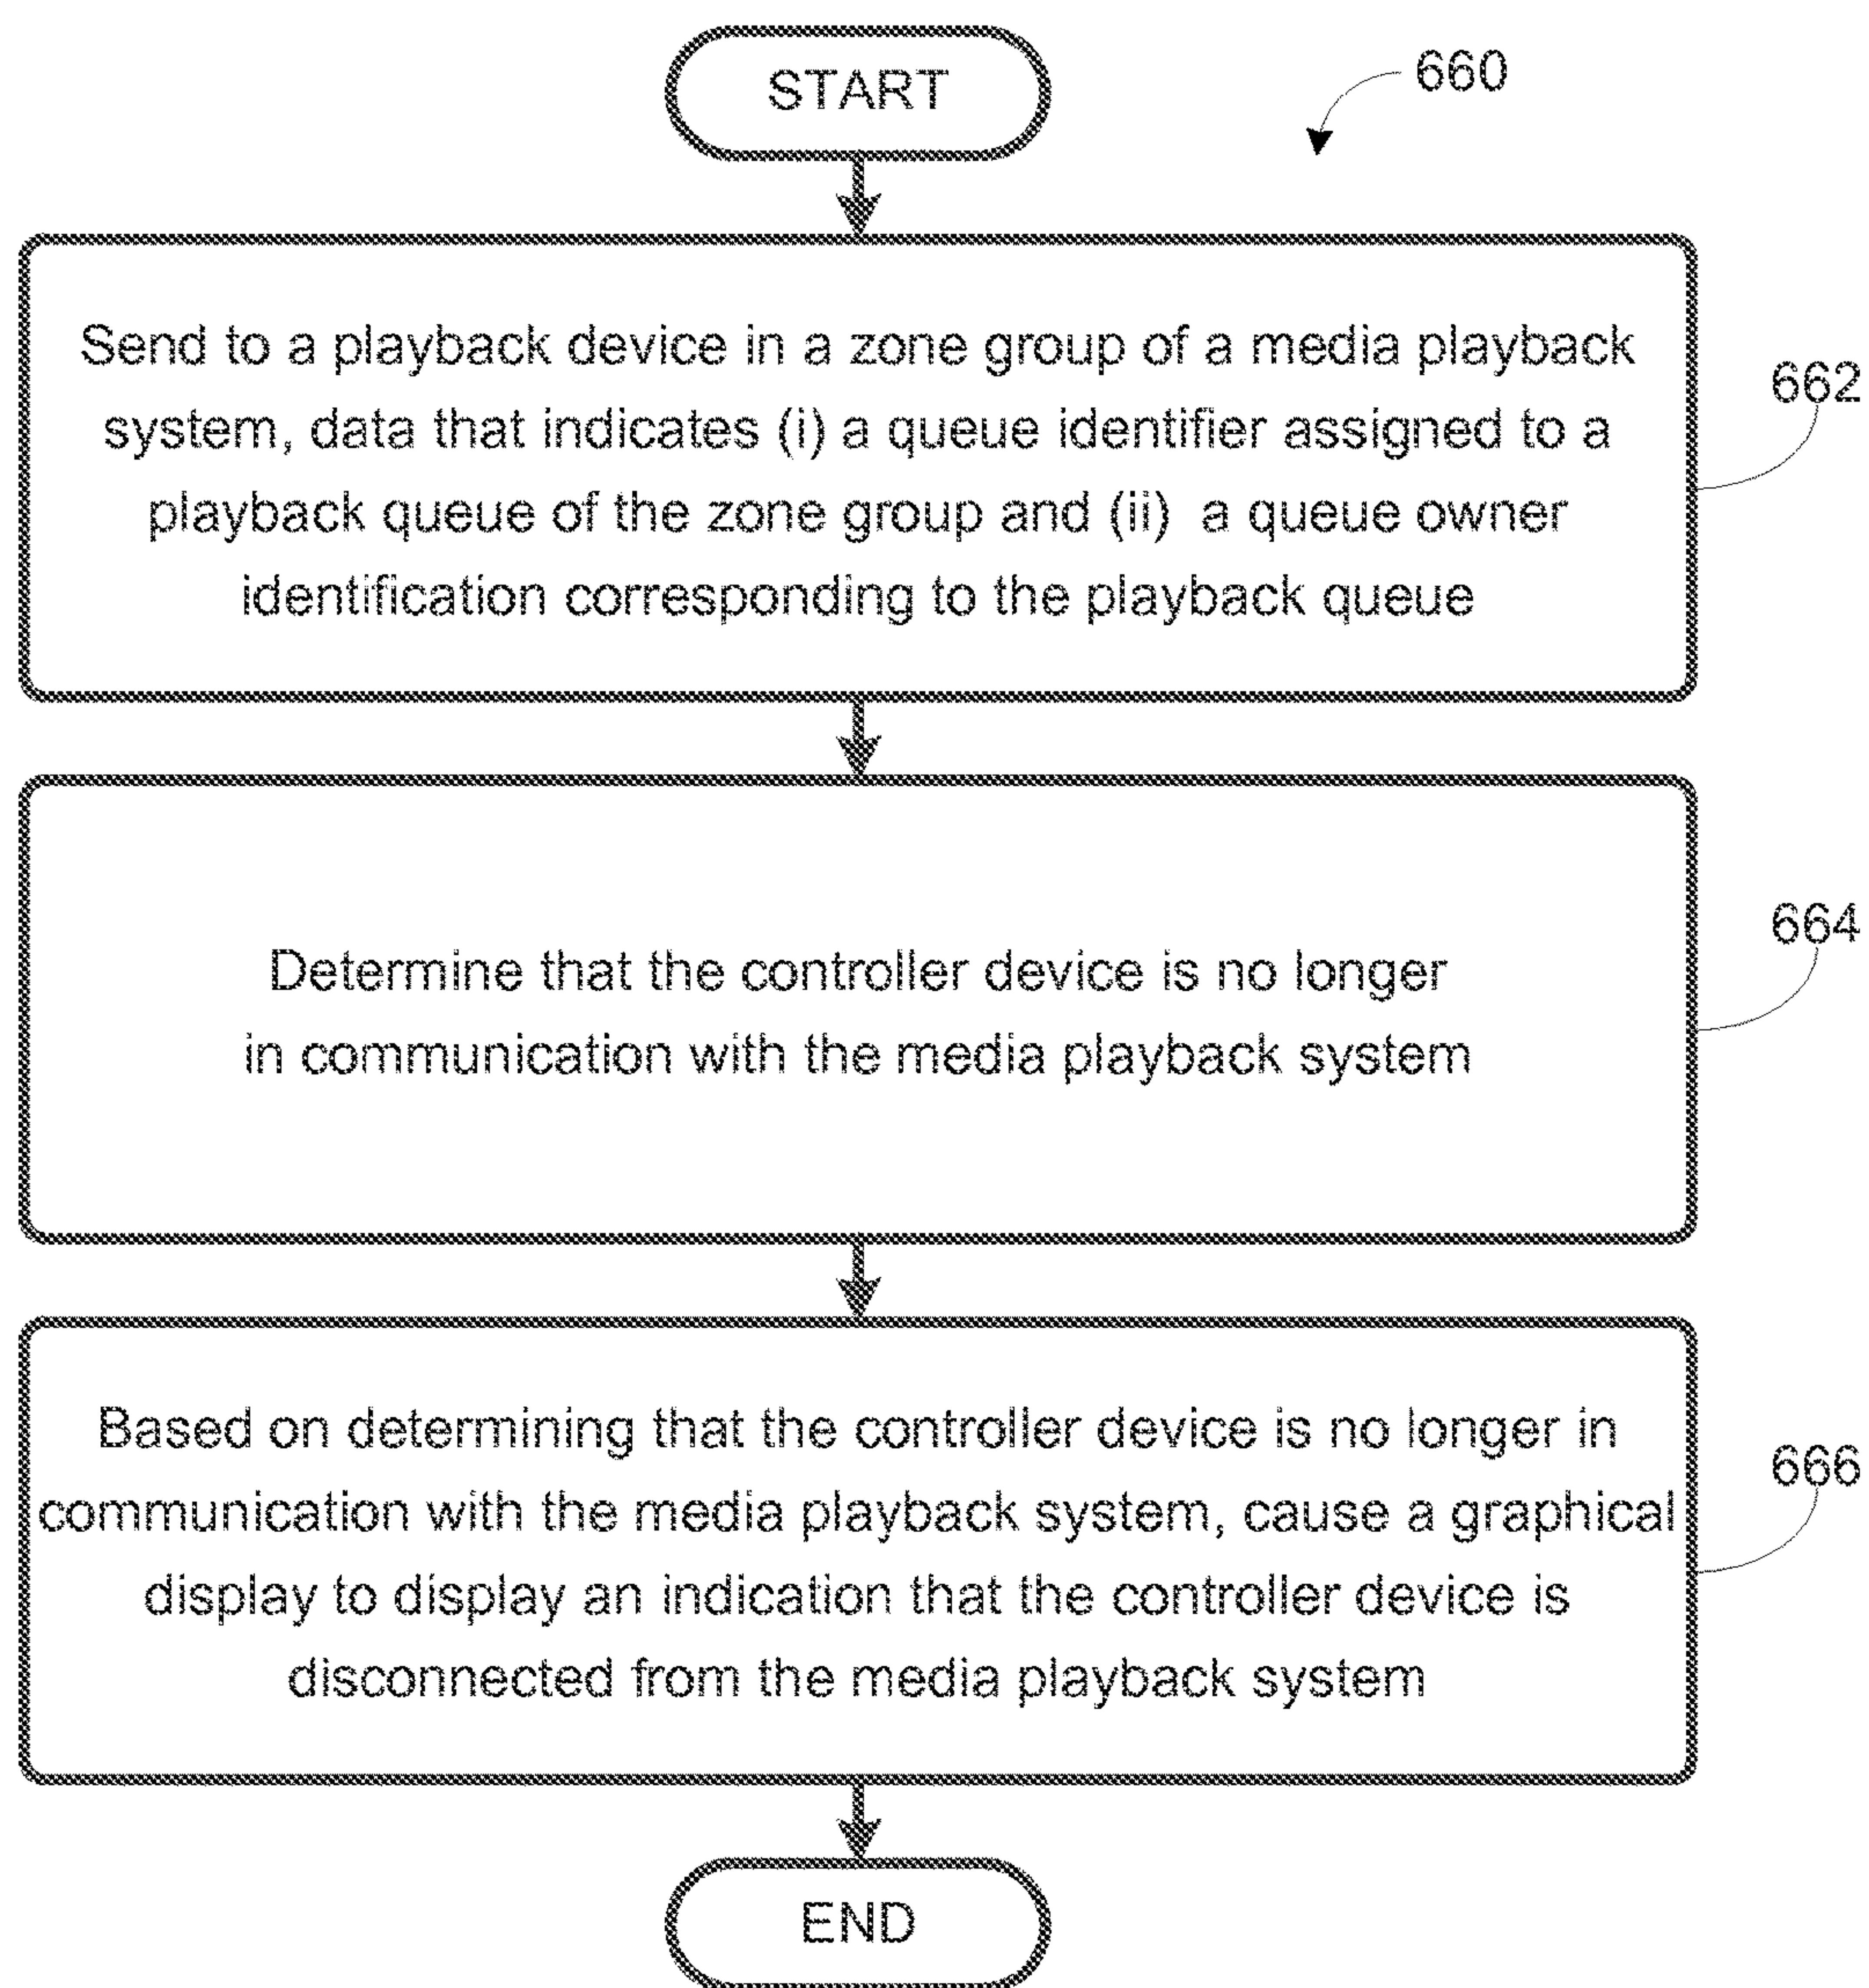 START
660
Send to a playback device in a zone group of a media playback
system, data that indicates (i) a queue identifier assigned to a
playback queue of the zone group and (ii) a queue owner
identification corresponding to the playback queue
662
Determine that the controller device is no longer
in communication with the media playback system
664
Based on determining that the controller device is no longer in
communication with the media playback system, cause a graphical
display to display an indication that the controller device is
disconnected from the media playback system
666
END